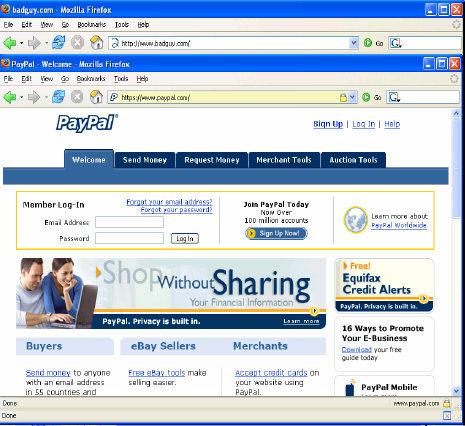 badguy.com - Mozilla Firefox
File Edit View Go Bookmarks Tools Help
http://www.badguy.com/ Go G
PayPal - Welcome - Mozilla Firefox
File Edit View Go Bookmarks Tools Help
P https://www.paypal.com/ Go G
PayPal
Sign Up | Log In | Help
Welcome Send Money Request Money Merchant Tools Auction Tools
Member Log-In
Forgot your email address?
Forgot your password?
Email Address
Password Log In
Join PayPal Today
Now Over
100 million accounts
Sign Up Now!
Learn more about
PayPal Worldwide
Shop Without Sharing
Your Financial Information
PayPal. Privacy is built in. Learn more
Free!
Equifax
Credit Alerts
PayPal. Privacy is built in.
Buyers eBay Sellers Merchants
Send money to anyone
with an email address
in 55 countries and
Free eBay tools make
selling easier.
Accept credit cards on
your website using
PayPal.
16 Ways to Promote
Your E-Business
Download your free
guide today
PayPal Mobile
Done www.paypal.com
Done